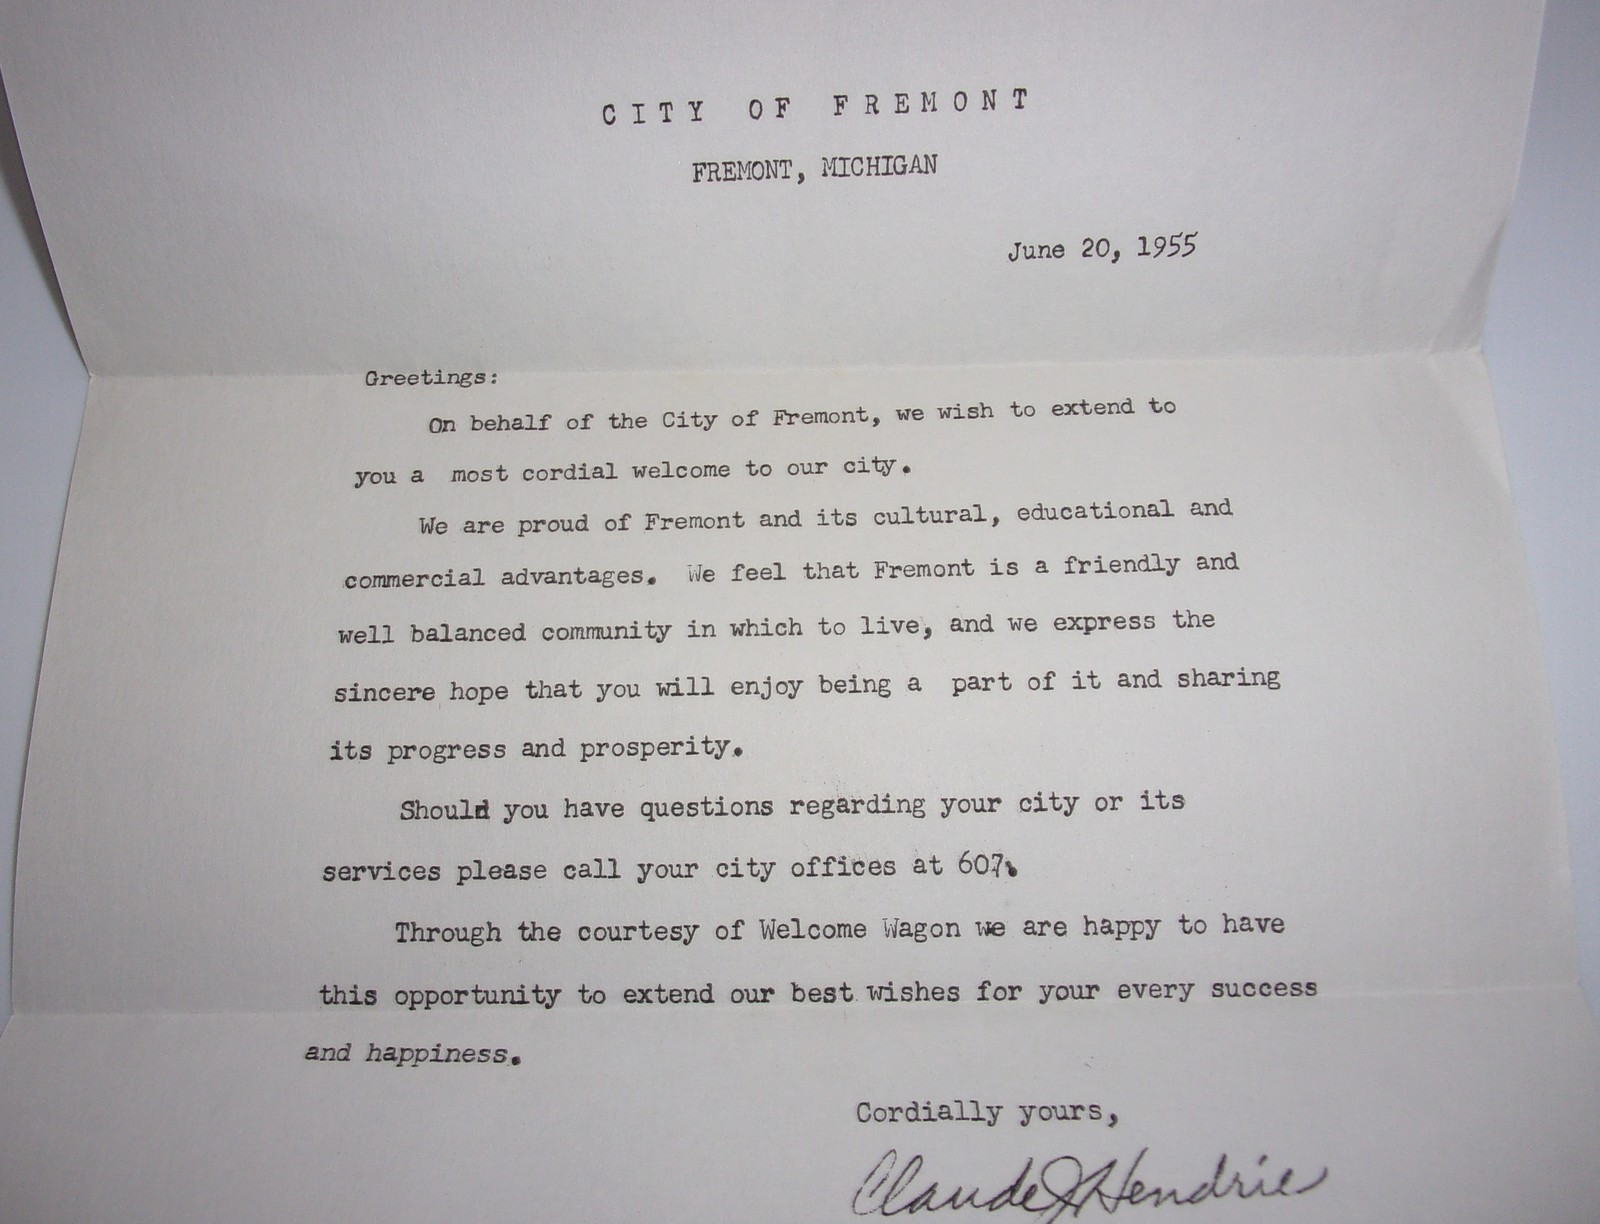 CITY OF FREMONT
FREMONT, MICHIGAN
June 20, 1955
Greetings:
On behalf of the City of Fremont, we wish to extend to
you a most cordial welcome to our city.
We are proud of Fremont and its cultural, educational and
commercial advantages. We feel that Fremont is a friendly and
well balanced community in which to live, and we express the
sincere hope that you will enjoy being a part of it and sharing
its progress and prosperity.
Should you have questions regarding your city or its
services please call your city offices at 607.
Through the courtesy of Welcome Wagon we are happy to have
this opportunity to extend our best wishes for your every success
and happiness.
Cordially yours,
Claude J Hendrie